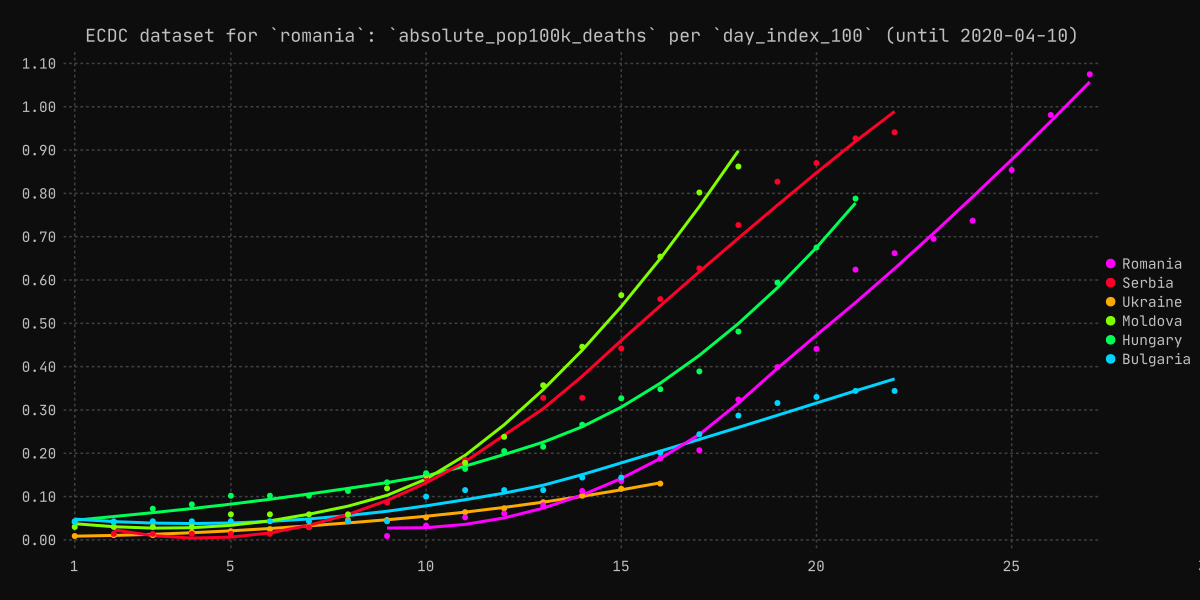 ECDC dataset for `romania`: `absolute_pop100k_deaths` per `day_index_100` (until 2020-04-10)
1.10
1.00
0.90
0.80
0.70
0.60
0.50
0.40
0.30
0.20
0.10
0.00
1 5 10 15 20 25
Romania
Serbia
Ukraine
Moldova
Hungary
Bulgaria